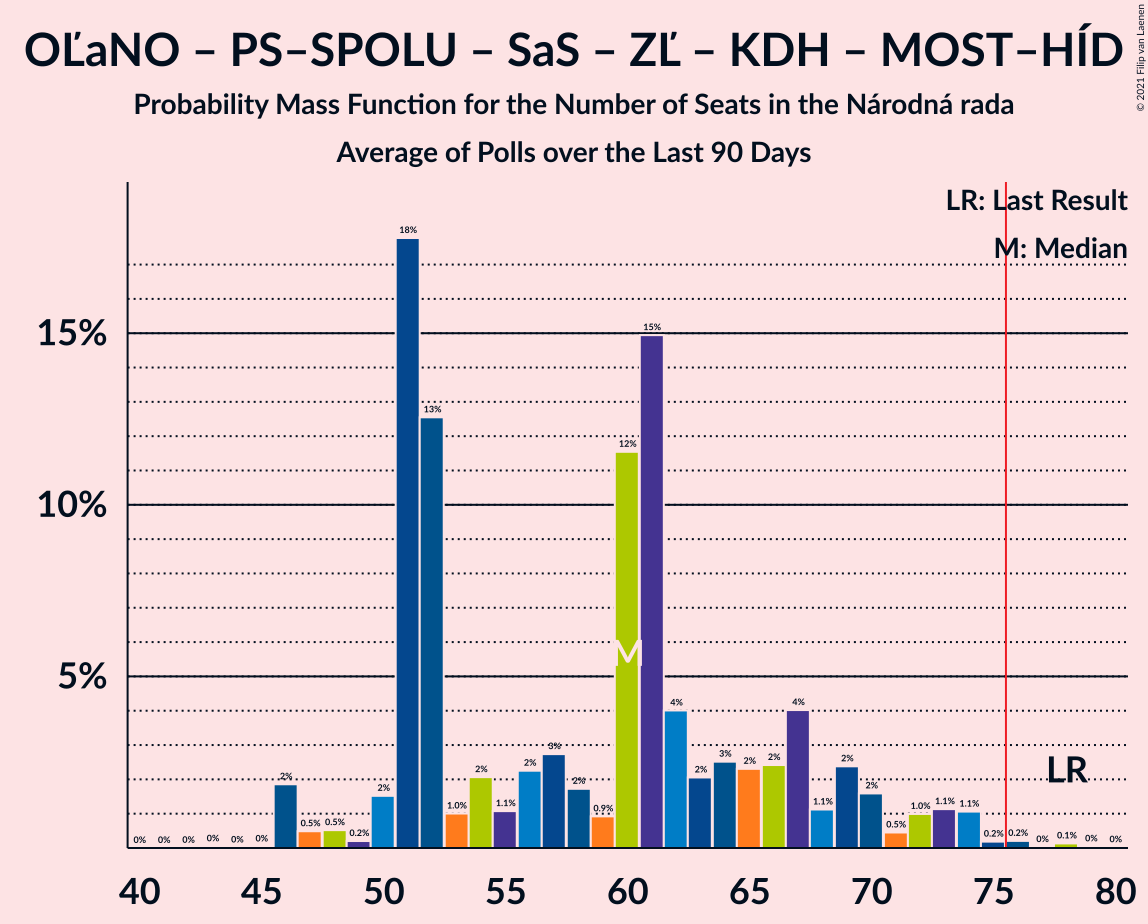 OĽaNO – PS–SPOLU – SaS – ZĽ – KDH – MOST–HÍD
Probability Mass Function for the Number of Seats in the Národná rada
Average of Polls over the Last 90 Days
© 2021 Filip van Laenen
LR: Last Result
M: Median
15%
10%
5%
0% 0% 0% 0% 0% 0% 2% 0.5% 0.5% 0.2% 2% 18% 13% 1.0% 2% 1.1% 2% 3% 2% 0.9% 12% 15% 4% 2% 3% 2% 2% 4% 1.1% 2% 2% 0.5% 1.0% 1.1% 1.1% 0.2% 0.2% 0% 0.1% 0% 0%
M
LR
40 45 50 55 60 65 70 75 80